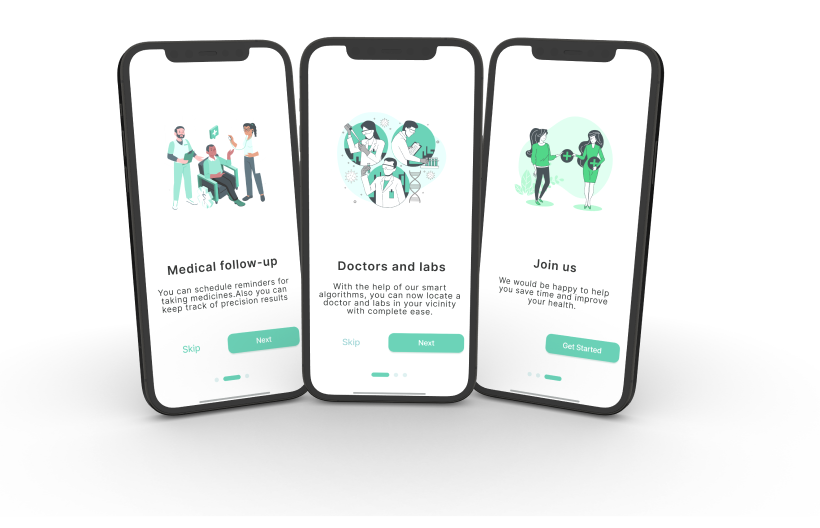 Medical follow-up
You can schedule reminders for
taking medicines.Also you can
keep track of precision results
Skip
Next
Doctors and labs
With the help of our smart
algorithms, you can now locate a
doctor and labs in your vicinity
with complete ease.
Skip
Next
Join us
We would be happy to help
you save time and improve
your health.
Get Started